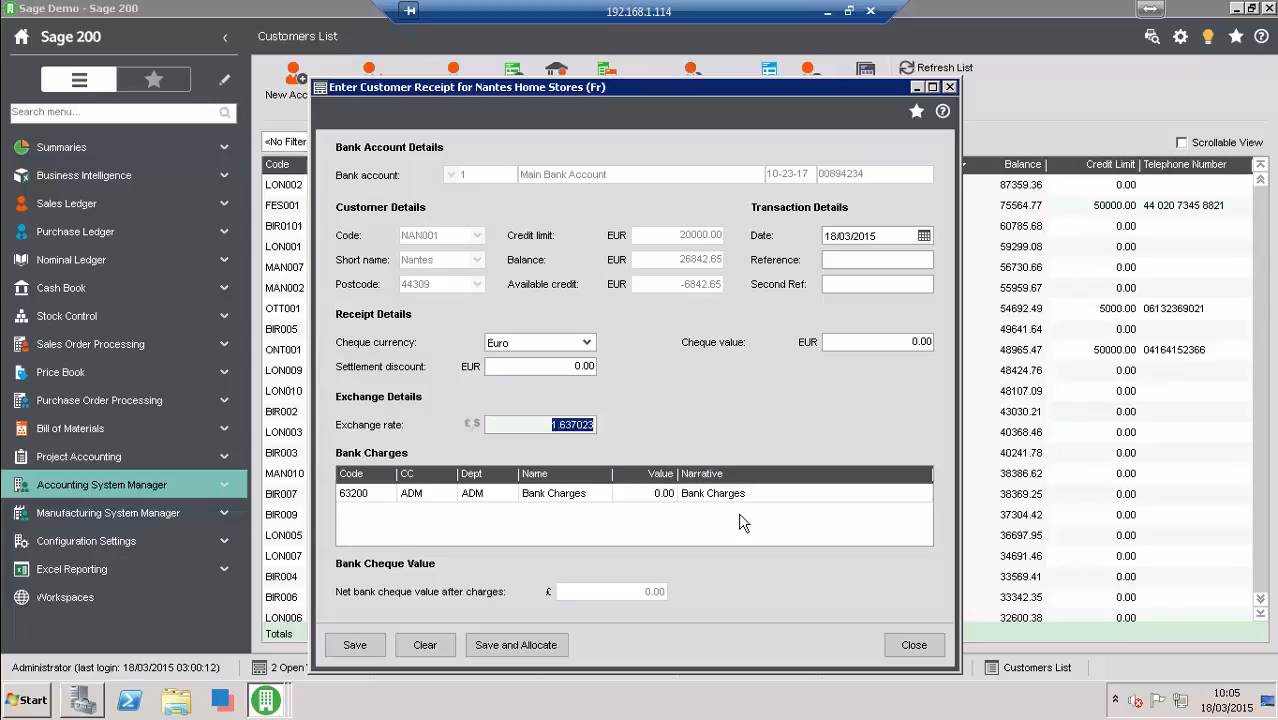 Sage Demo - Sage 200
192.168.1.114
Sage 200
Customers List
Refresh List
New Acc
Search menu...
<No Filter
Scrollable View
Summaries
Business Intelligence
Sales Ledger
Purchase Ledger
Nominal Ledger
Cash Book
Stock Control
Sales Order Processing
Price Book
Purchase Order Processing
Bill of Materials
Project Accounting
Accounting System Manager
Manufacturing System Manager
Configuration Settings
Excel Reporting
Workspaces
Code
LON002
FES001
BIR0101
LON001
MAN007
MAN002
OTT001
BIR005
ONT001
LON009
LON010
BIR002
LON003
BIR003
MAN010
BIR007
BIR009
LON005
LON007
BIR004
BIR006
LON006
Totals
Enter Customer Receipt for Nantes Home Stores (Fr)
Bank Account Details
Bank account: 1 Main Bank Account 10-23-17 00894234
Customer Details Transaction Details
Code: NAN001 Credit limit: EUR 20000.00 Date: 18/03/2015
Short name: Nantes Balance: EUR 26842.65 Reference:
Postcode: 44309 Available credit: EUR -6842.65 Second Ref:
Receipt Details
Cheque currency: Euro Cheque value: EUR 0.00
Settlement discount: EUR 0.00
Exchange Details
Exchange rate: £ $ 1.637023
Bank Charges
Code CC Dept Name Value Narrative
63200 ADM ADM Bank Charges 0.00 Bank Charges
Bank Cheque Value
Net bank cheque value after charges: £ 0.00
Save Clear Save and Allocate Close
Balance Credit Limit Telephone Number
87359.36 0.00
75564.77 50000.00 44 020 7345 8821
60785.68 0.00
59299.08 0.00
56730.66 0.00
55959.67 0.00
54692.49 5000.00 06132369021
49641.64 0.00
48965.47 50000.00 04164152366
48424.76 0.00
48107.09 0.00
43030.21 0.00
40368.46 0.00
40241.78 0.00
38386.62 0.00
38369.25 0.00
37304.42 0.00
36697.95 0.00
34691.46 0.00
33569.41 0.00
33342.35 0.00
32600.38 0.00
Administrator (last login: 18/03/2015 03:00:12) 2 Open Customers List
Start
10:05
18/03/2015